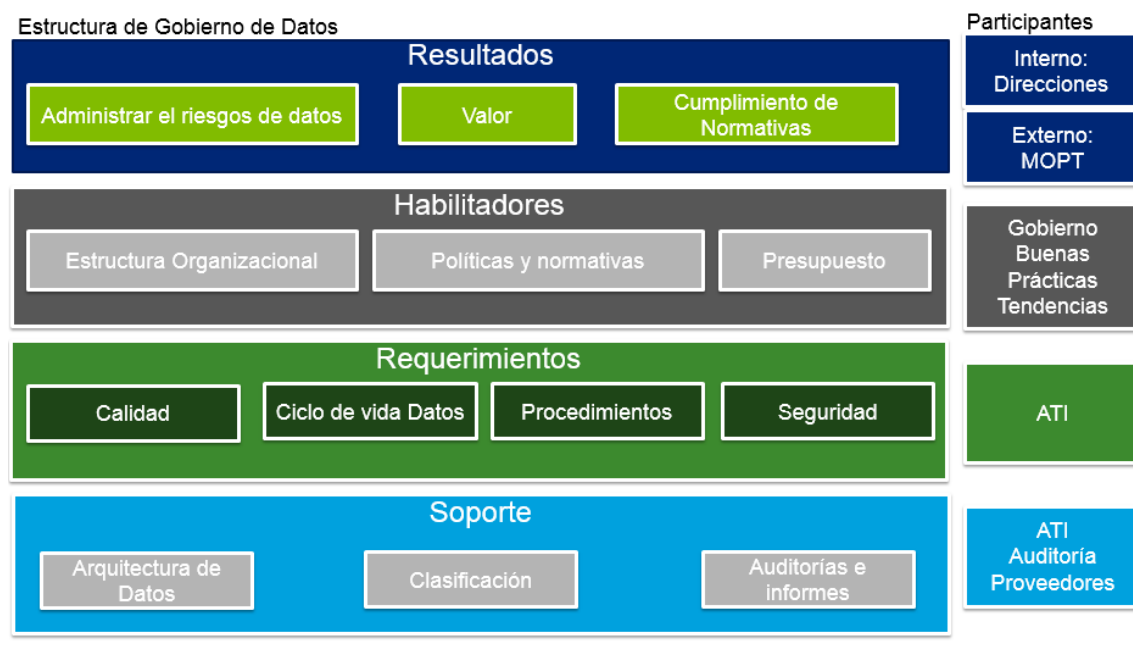 Estructura de Gobierno de Datos
Resultados
Administrar el riesgos de datos
Valor
Cumplimiento de
Normativas
Habilitadores
Estructura Organizacional
Políticas y normativas
Presupuesto
Requerimientos
Calidad
Ciclo de vida Datos
Procedimientos
Seguridad
Soporte
Arquitectura de
Datos
Clasificación
Auditorías e
informes
Participantes
Interno:
Direcciones
Externo:
MOPT
Gobierno
Buenas
Prácticas
Tendencias
ATI
ATI
Auditoría
Proveedores